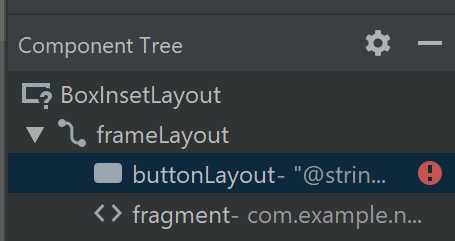 Component Tree
BoxInsetLayout
frameLayout
buttonLayout- "@strin...
fragment- com.example.n...